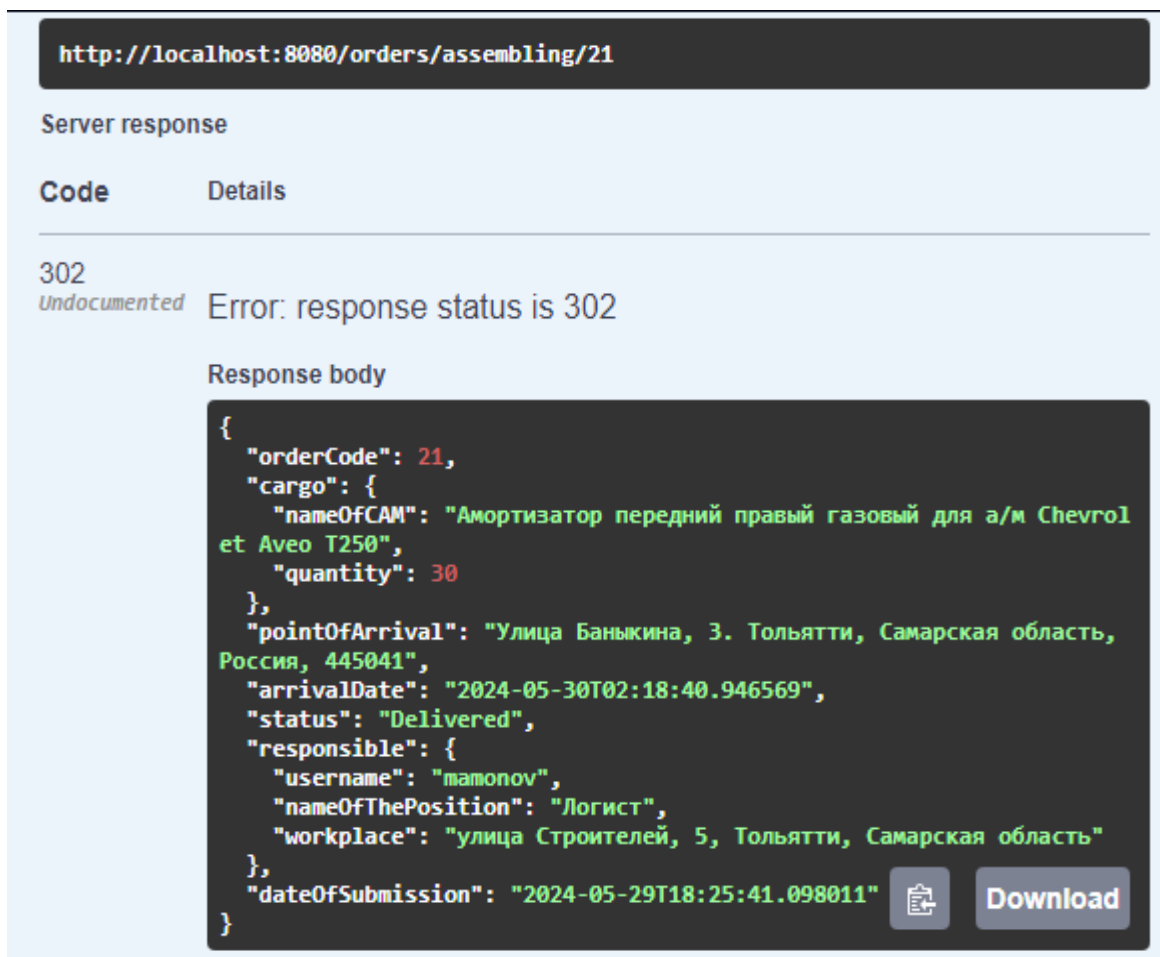 http://localhost:8080/orders/assembling/21
Server response
Code Details
302
Undocumented Error: response status is 302
Response body
{
  "orderCode": 21,
  "cargo": {
    "nameOfCAM": "Амортизатор передний правый газовый для а/м Chevrol
et Aveo T250",
    "quantity": 30
  },
  "pointOfArrival": "Улица Баныкина, 3. Тольятти, Самарская область,
Россия, 445041",
  "arrivalDate": "2024-05-30T02:18:40.946569",
  "status": "Delivered",
  "responsible": {
    "username": "mamonov",
    "nameOfThePosition": "Логист",
    "workplace": "улица Строителей, 5, Тольятти, Самарская область"
  },
  "dateOfSubmission": "2024-05-29T18:25:41.098011"
}
Download